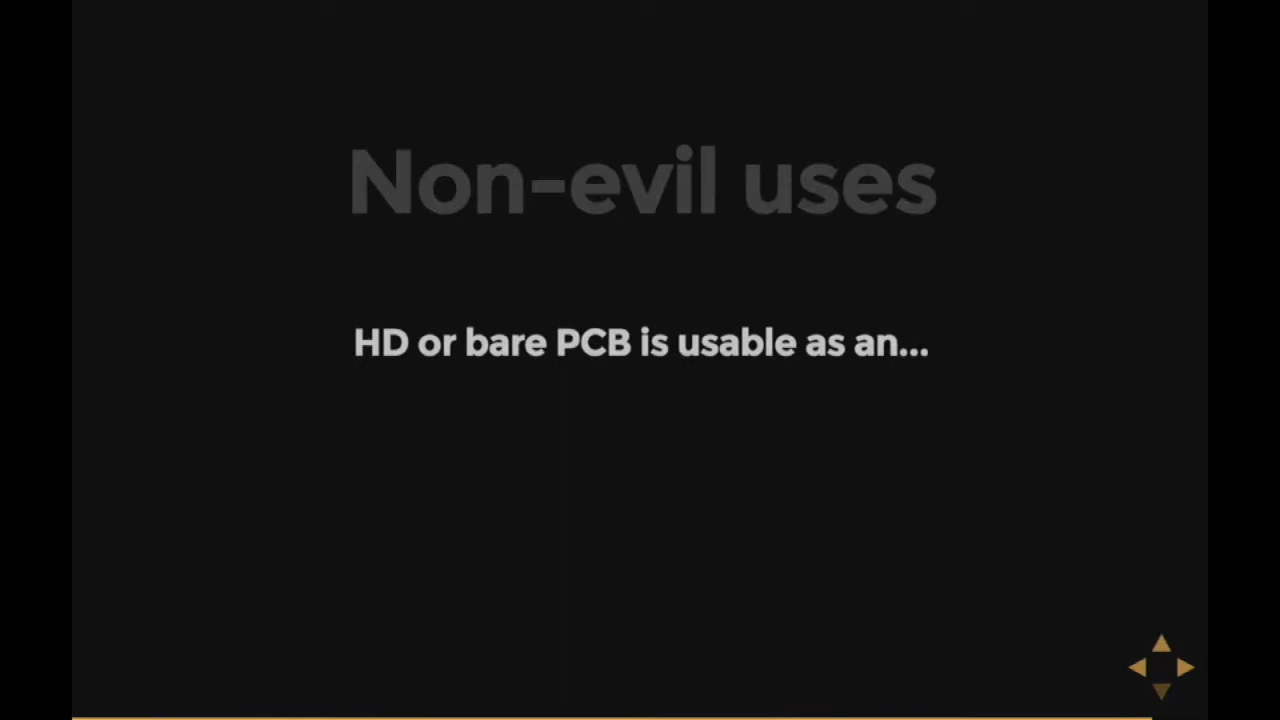 Non-evil uses
HD or bare PCB is usable as an...